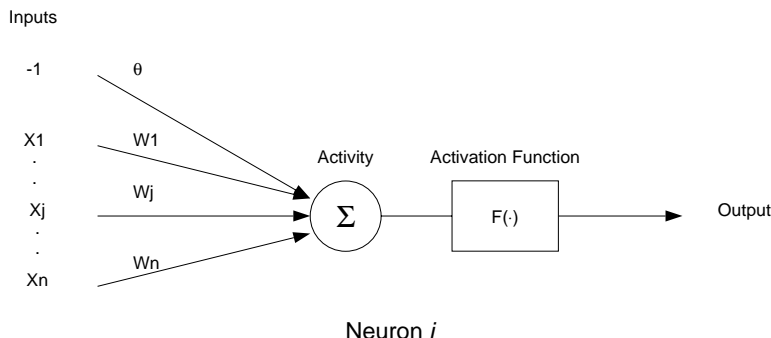 Inputs
-1 θ
X1 W1
.
Activity Activation Function
.
Xj Wj Σ F(·) Output
.
.
Xn Wn
Neuron i